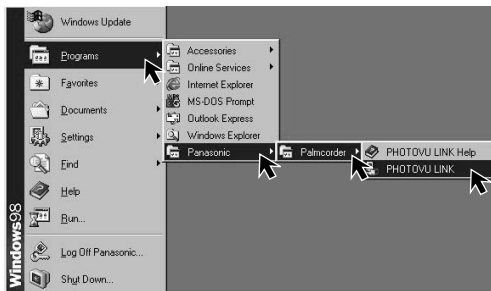 Windows Update
Programs
Favorites
Documents
Settings
Find
Help
Run...
Log Off Panasonic...
Shut Down...
Windows98
Accessories
Online Services
Internet Explorer
MS-DOS Prompt
Outlook Express
Windows Explorer
Panasonic
Palmcorder
PHOTOVU LINK Help
PHOTOVU LINK